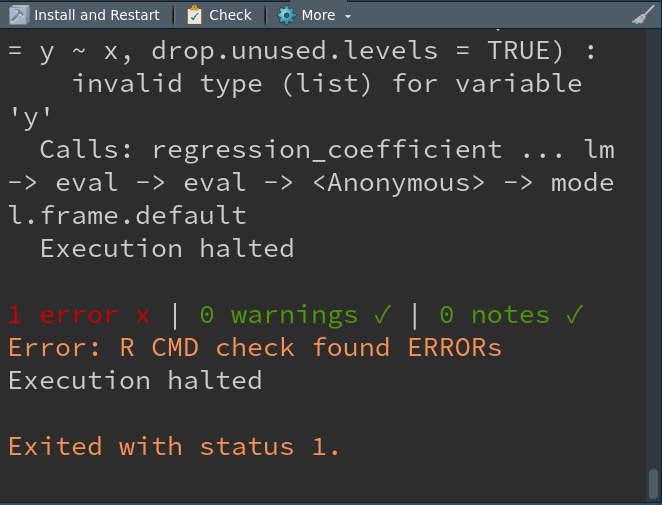 Install and Restart Check More
= y ~ x, drop.unused.levels = TRUE) :
invalid type (list) for variable
'y'
Calls: regression_coefficient ... lm
-> eval -> eval -> <Anonymous> -> mode
l.frame.default
Execution halted
1 error x | 0 warnings ✓ | 0 notes ✓
Error: R CMD check found ERRORs
Execution halted
Exited with status 1.